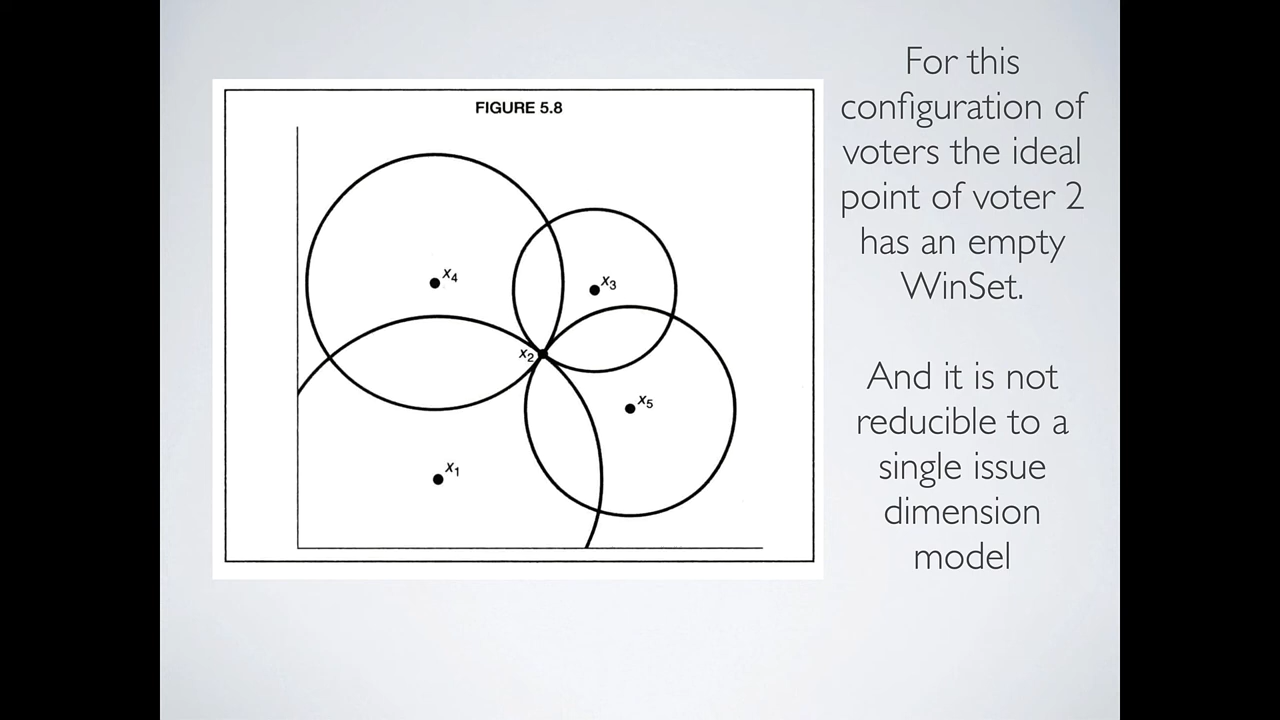 FIGURE 5.8
x4
x3
x2
x5
x1
For this
configuration of
voters the ideal
point of voter 2
has an empty
WinSet.
And it is not
reducible to a
single issue
dimension
model